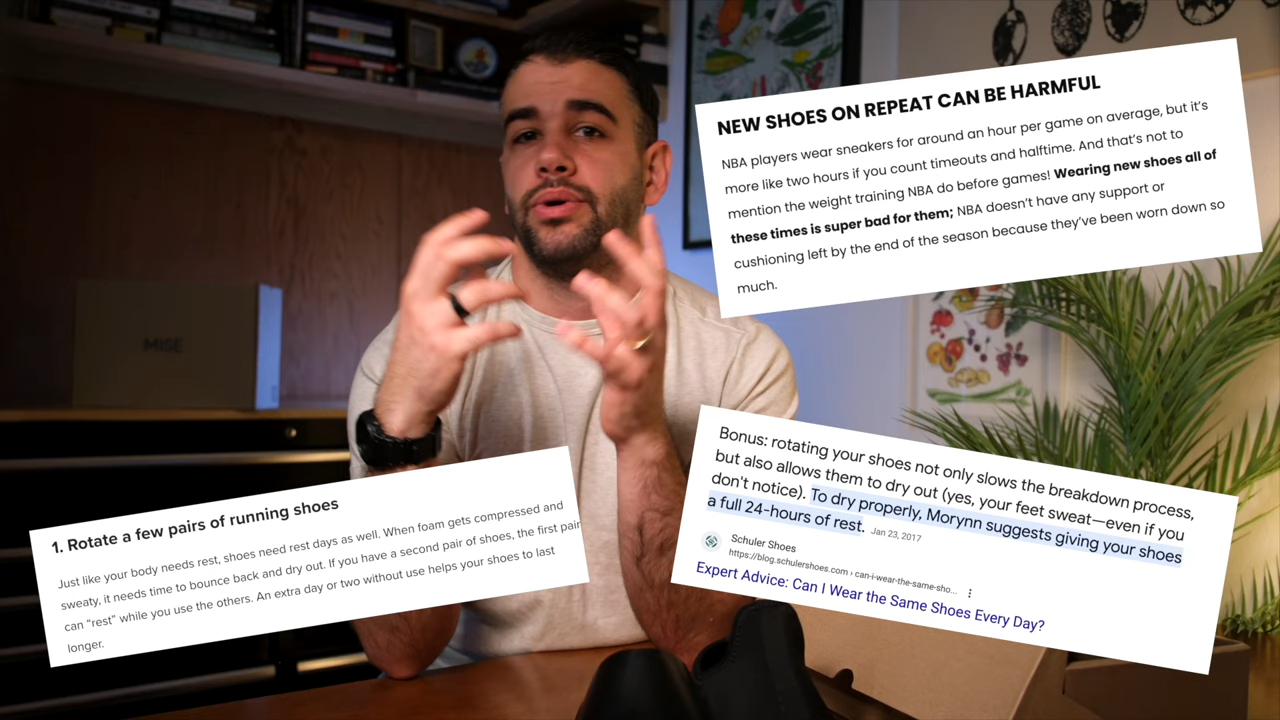 MISE
NEW SHOES ON REPEAT CAN BE HARMFUL
NBA players wear sneakers for around an hour per game on average, but it's
more like two hours if you count timeouts and halftime. And that's not to
mention the weight training NBA do before games! Wearing new shoes all of
these times is super bad for them; NBA doesn't have any support or
cushioning left by the end of the season because they've been worn down so
much.
1. Rotate a few pairs of running shoes
Just like your body needs rest, shoes need rest days as well. When foam gets compressed and
sweaty, it needs time to bounce back and dry out. If you have a second pair of shoes, the first pair
can "rest" while you use the others. An extra day or two without use helps your shoes to last
longer.
Bonus: rotating your shoes not only slows the breakdown process,
but also allows them to dry out (yes, your feet sweat—even if you
don't notice). To dry properly, Morynn suggests giving your shoes
a full 24-hours of rest. Jan 23, 2017
Schuler Shoes
https://blog.schulershoes.com › can-i-wear-the-same-sho...
Expert Advice: Can I Wear the Same Shoes Every Day?